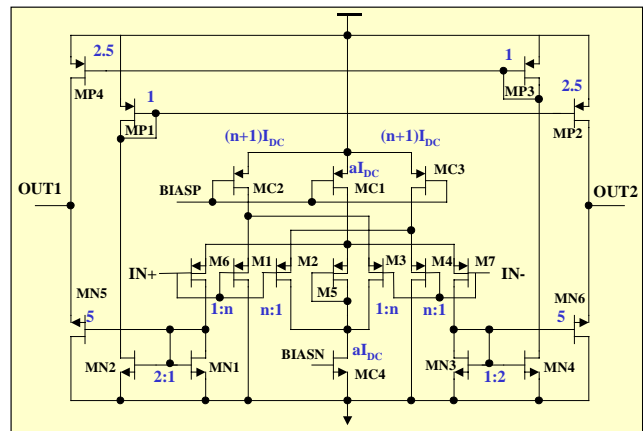 2.5
1
MP4
MP3
1
2.5
MP1
MP2
(n+1)I_DC
(n+1)I_DC
aI_DC
MC3
OUT1
BIASP
MC2
MC1
OUT2
M6
M1
M2
M3
M4
M7
IN+
IN-
M5
MN5
1:n
n:1
1:n
n:1
MN6
5
5
BIASN
aI_DC
MN2
2:1
MN1
MC4
MN3
1:2
MN4